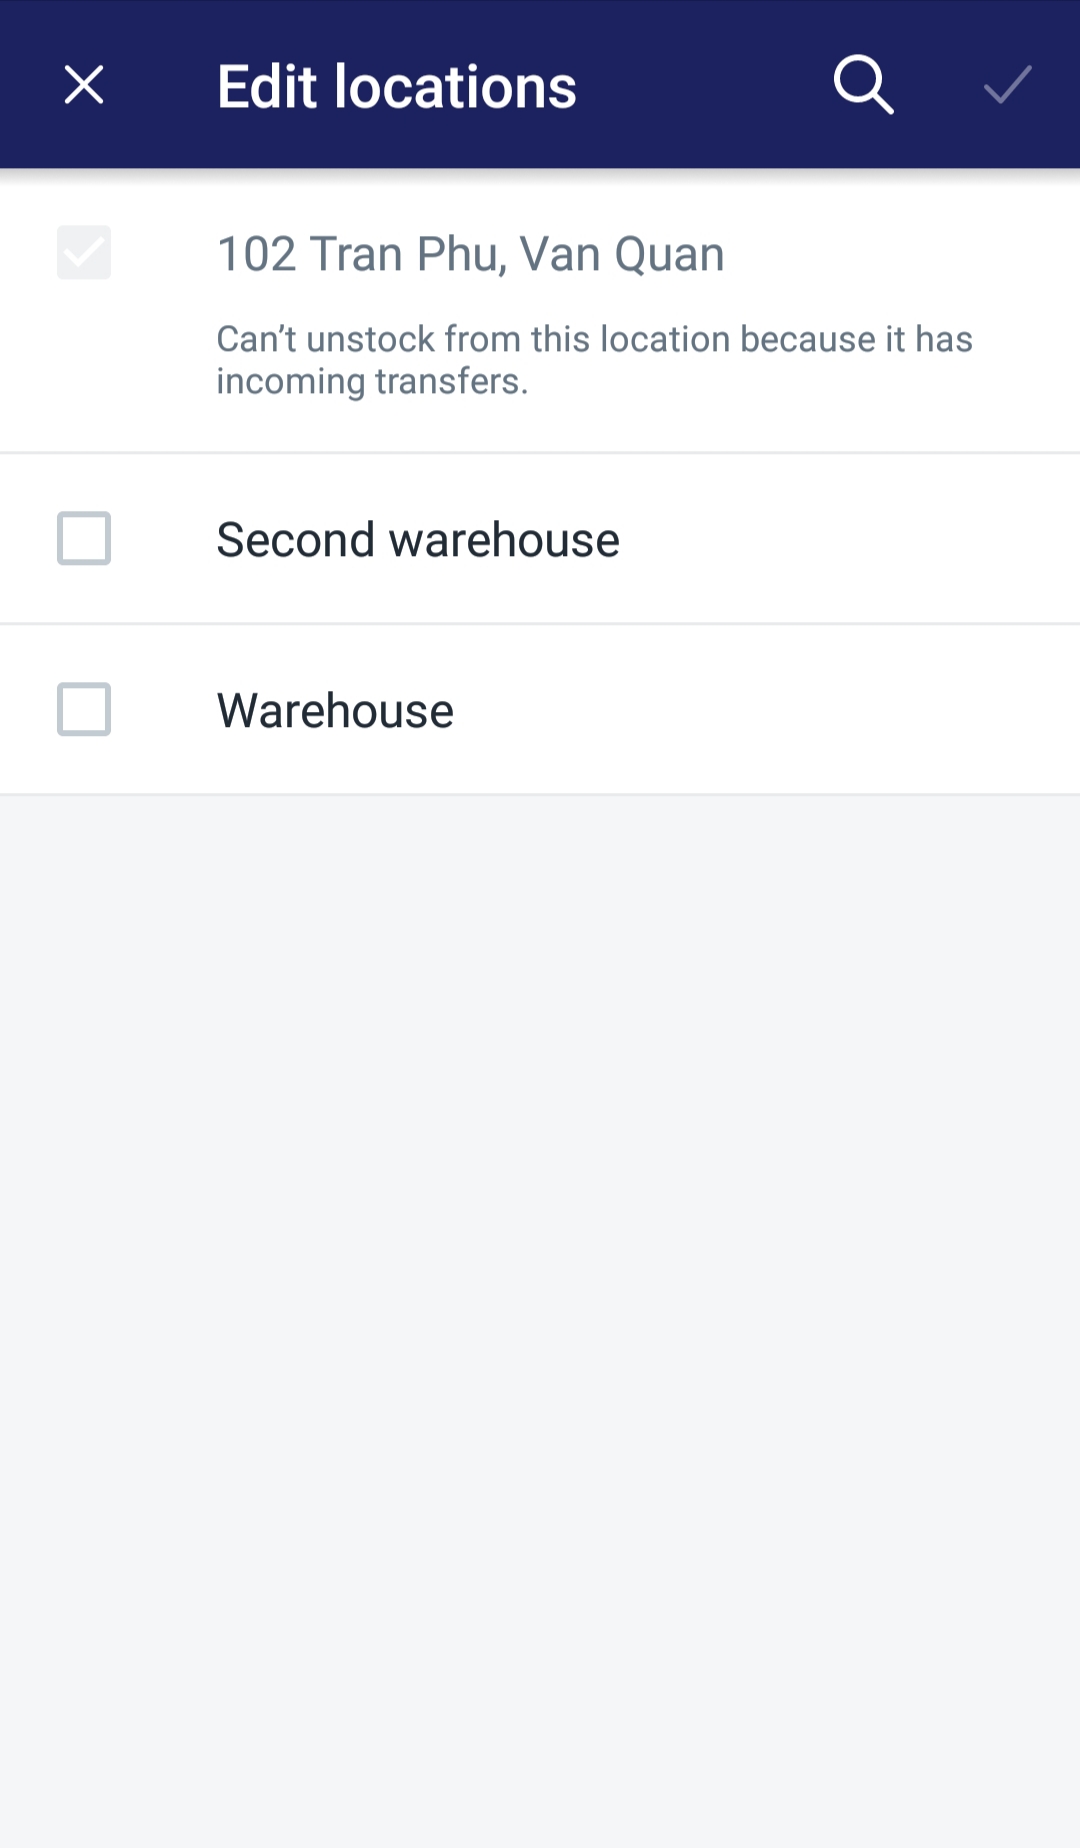 Edit locations
102 Tran Phu, Van Quan
Can’t unstock from this location because it has
incoming transfers.
Second warehouse
Warehouse